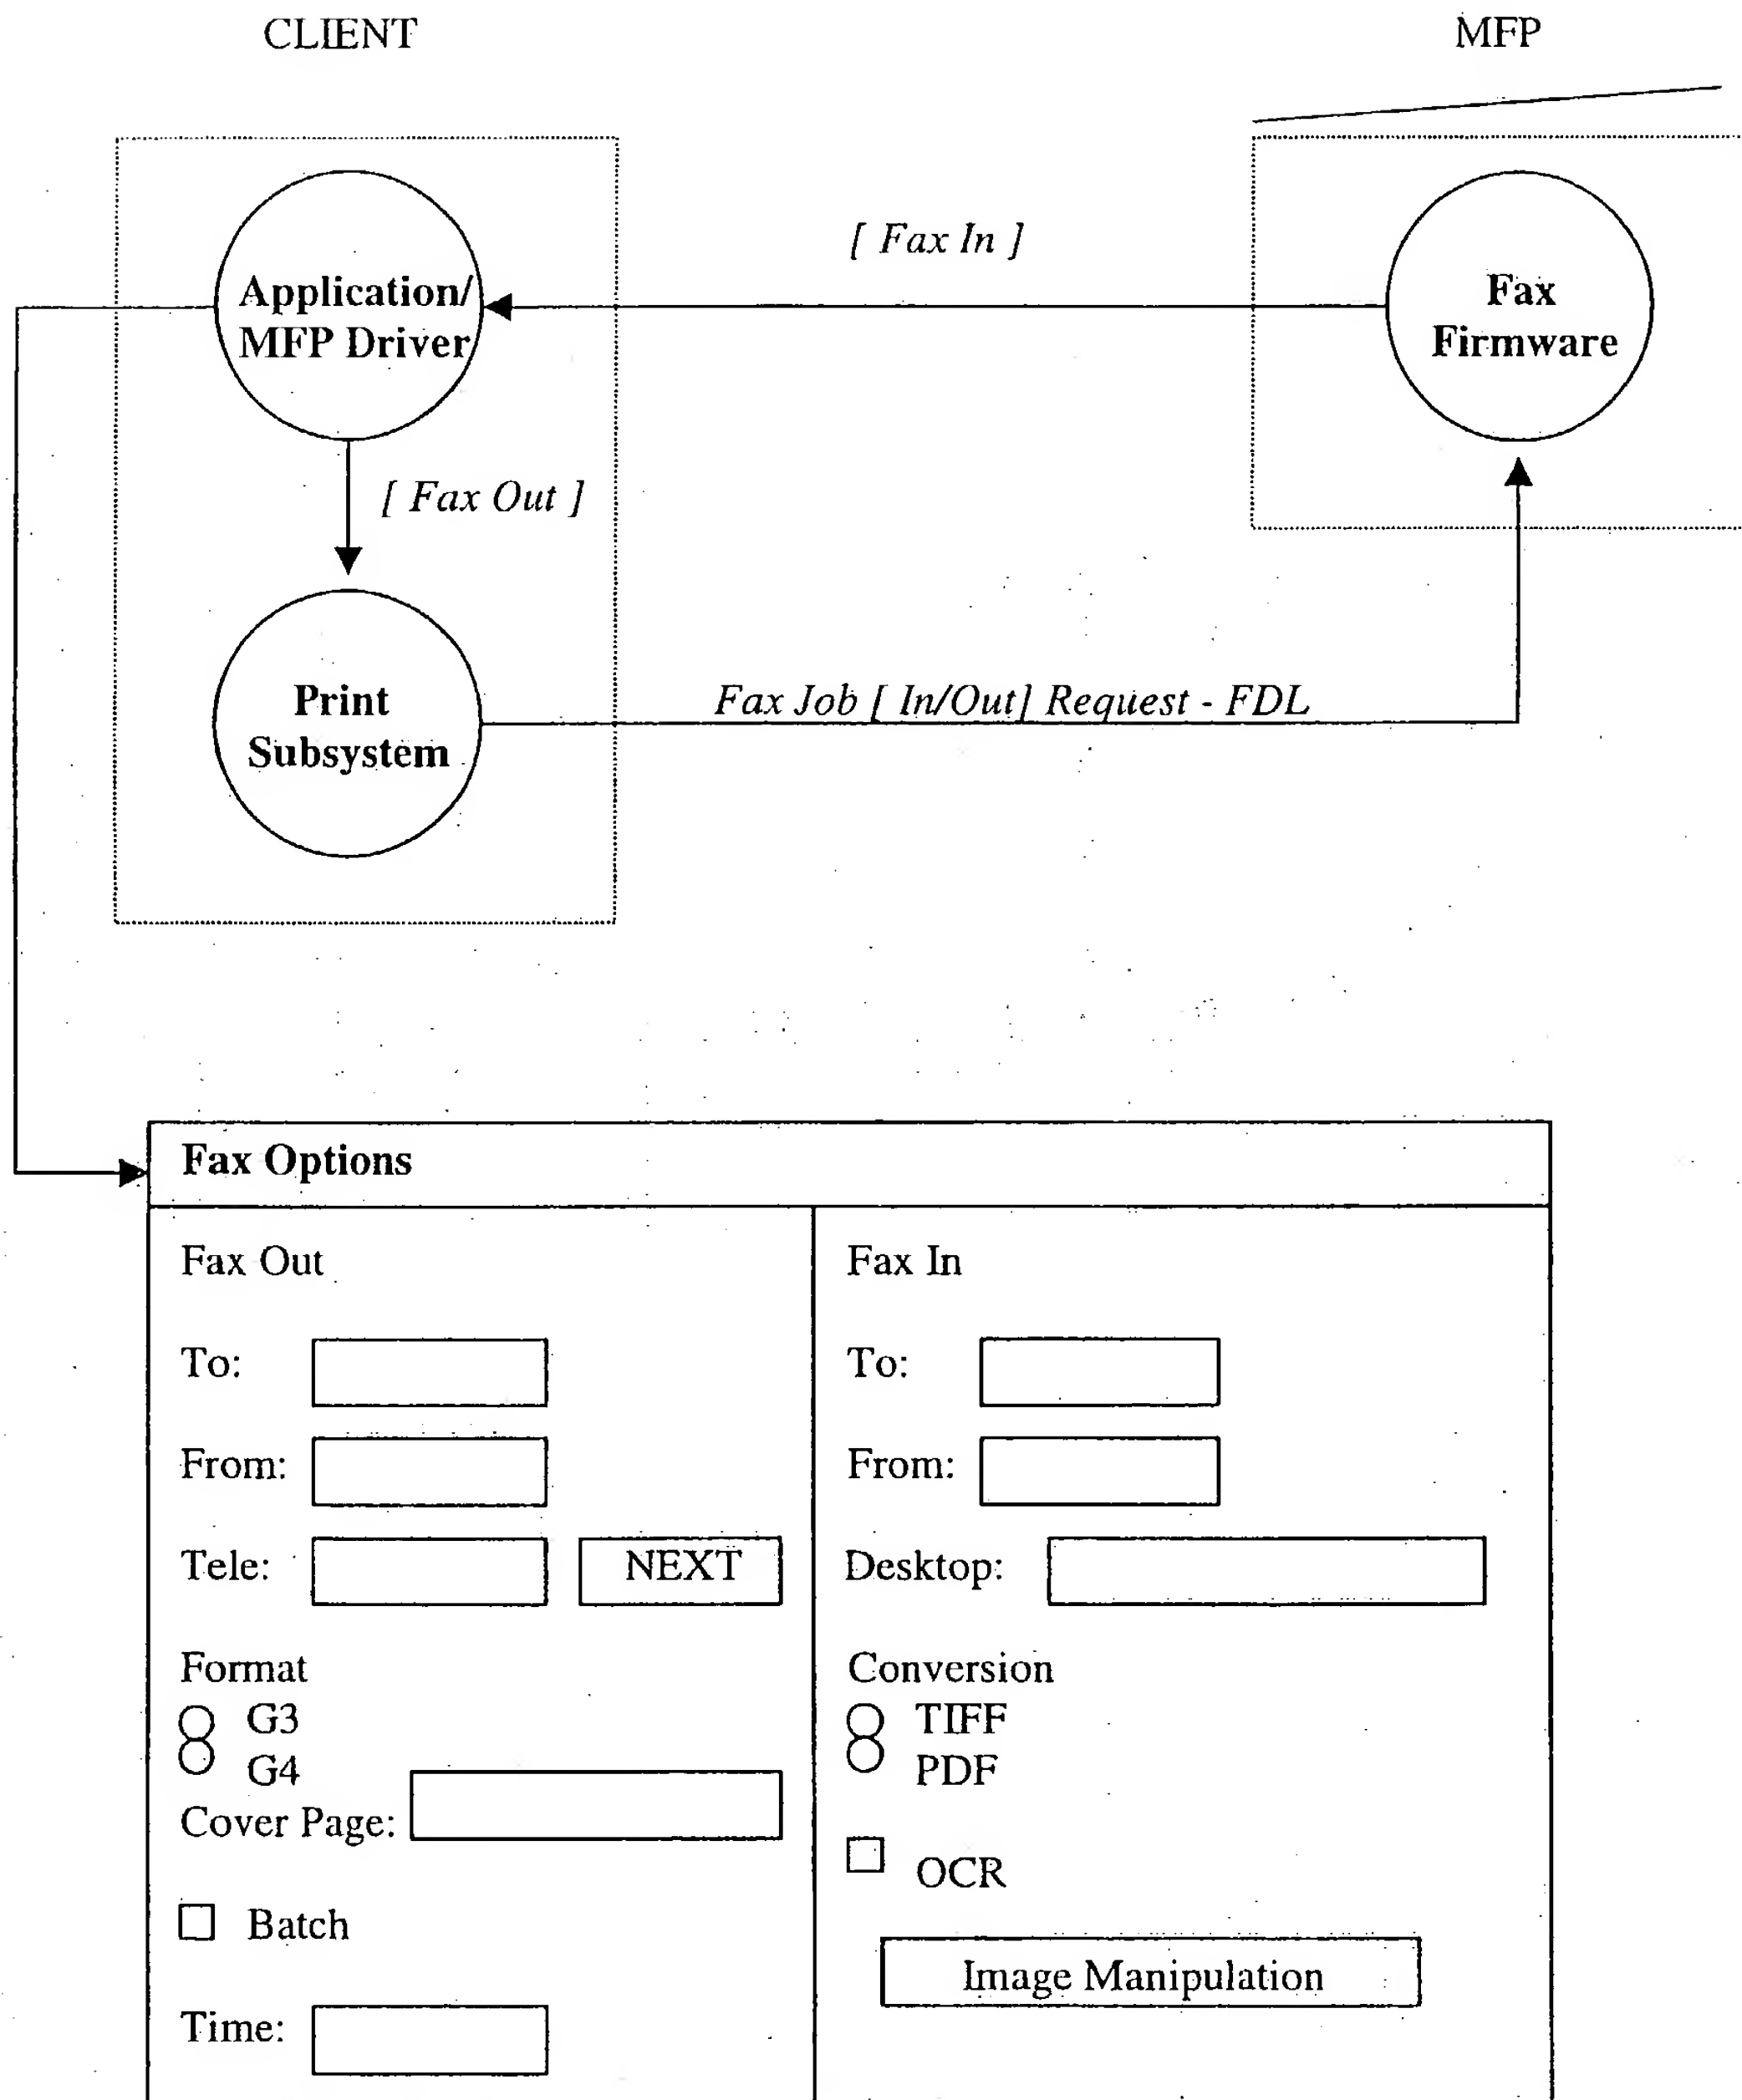 CLIENT
MFP
[ Fax In ]
Application/
MFP Driver
Fax
Firmware
[ Fax Out ]
Print
Subsystem
Fax Job [ In/Out] Request - FDL
Fax Options
Fax Out
To:
From:
Tele:
NEXT
Format
G3
G4
Cover Page:
Batch
Time:
Fax In
To:
From:
Desktop:
Conversion
TIFF
PDF
OCR
Image Manipulation